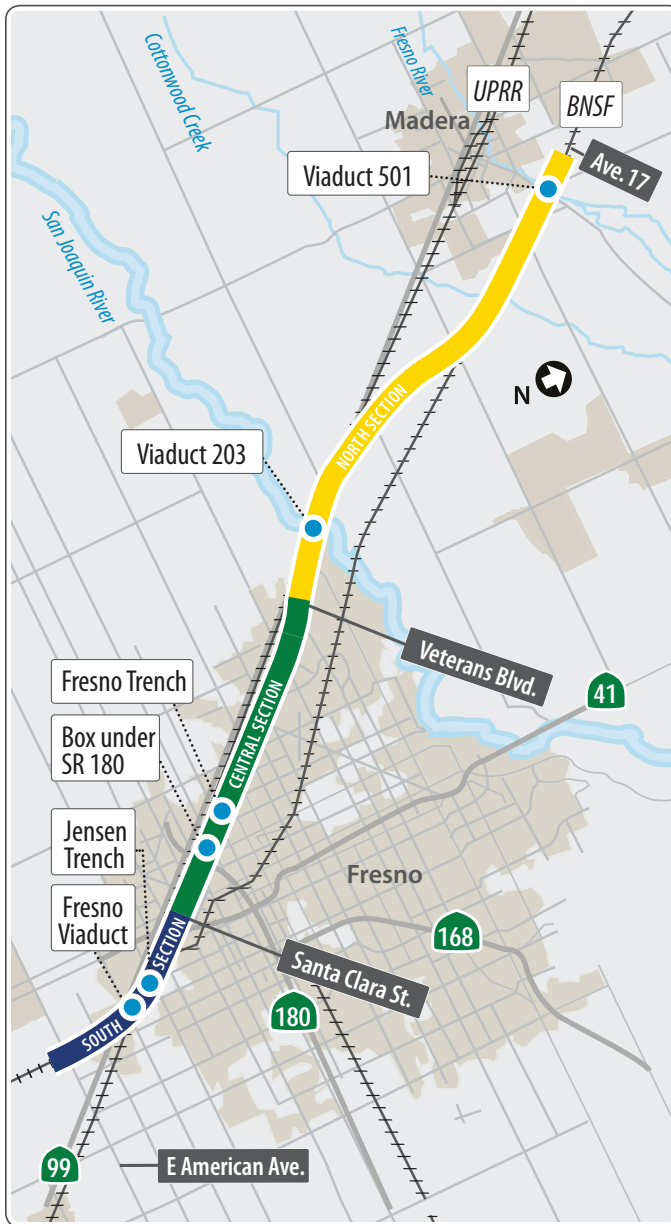 Cottonwood Creek
Fresno River
UPRR
BNSF
Madera
Ave. 17
Viaduct 501
San Joaquin River
N
NORTH SECTION
Viaduct 203
Veterans Blvd.
41
Fresno Trench
CENTRAL SECTION
Box under
SR 180
Jensen
Trench
Fresno
Fresno
Viaduct
168
SOUTH SECTION
Santa Clara St.
180
99
E American Ave.